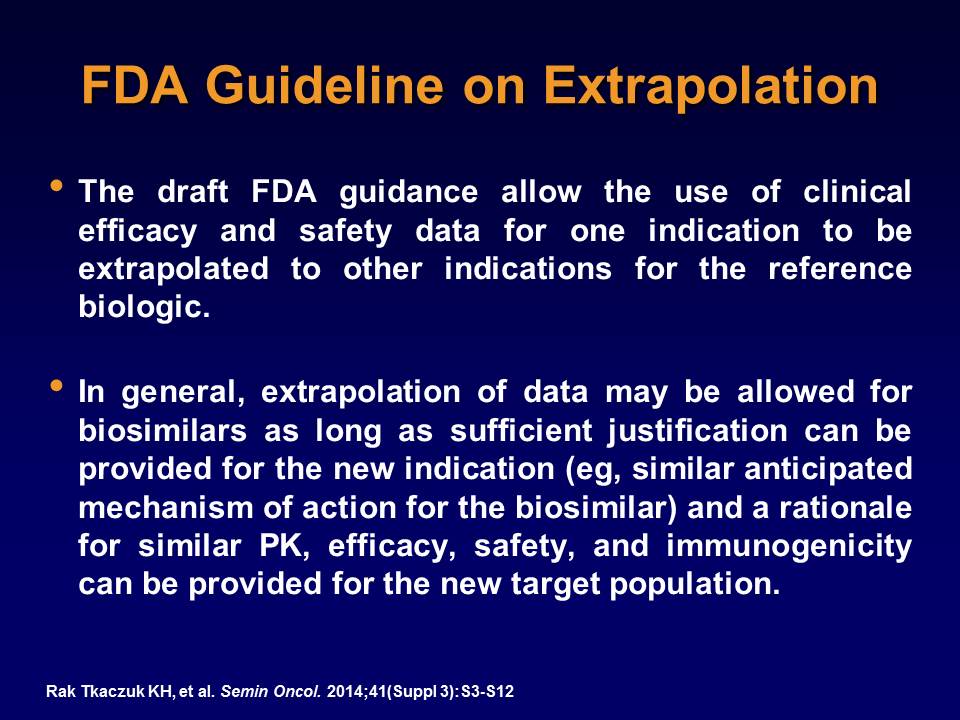 FDA Guideline on Extrapolation
• The draft FDA guidance allow the use of clinical
efficacy and safety data for one indication to be
extrapolated to other indications for the reference
biologic.
• In general, extrapolation of data may be allowed for
biosimilars as long as sufficient justification can be
provided for the new indication (eg, similar anticipated
mechanism of action for the biosimilar) and a rationale
for similar PK, efficacy, safety, and immunogenicity
can be provided for the new target population.
Rak Tkaczuk KH, et al. Semin Oncol. 2014;41(Suppl 3):S3-S12